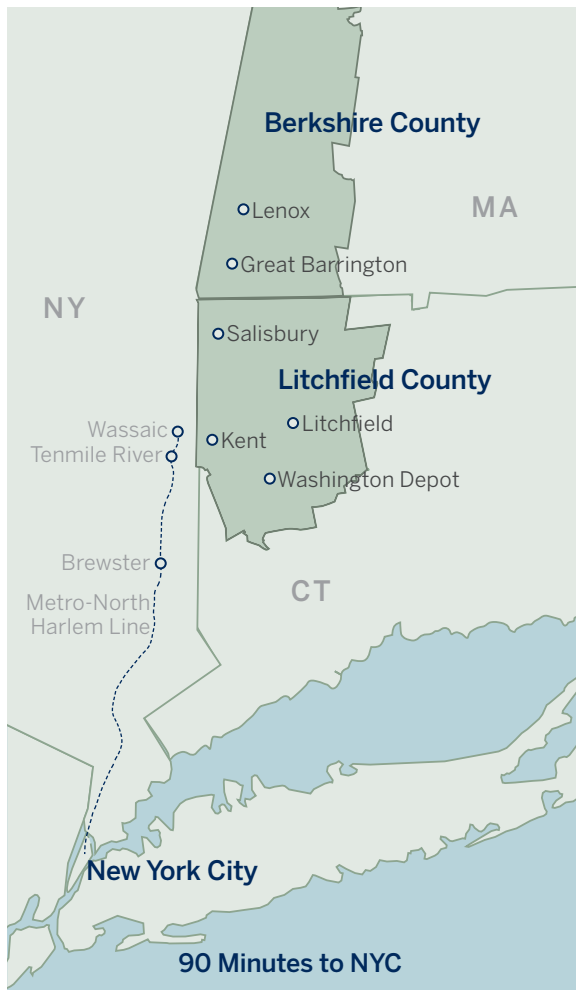 Berkshire County
Lenox
MA
Great Barrington
NY
Salisbury
Litchfield County
Litchfield
Wassaic
Kent
Tenmile River
Washington Depot
Brewster
CT
Metro-North
Harlem Line
New York City
90 Minutes to NYC